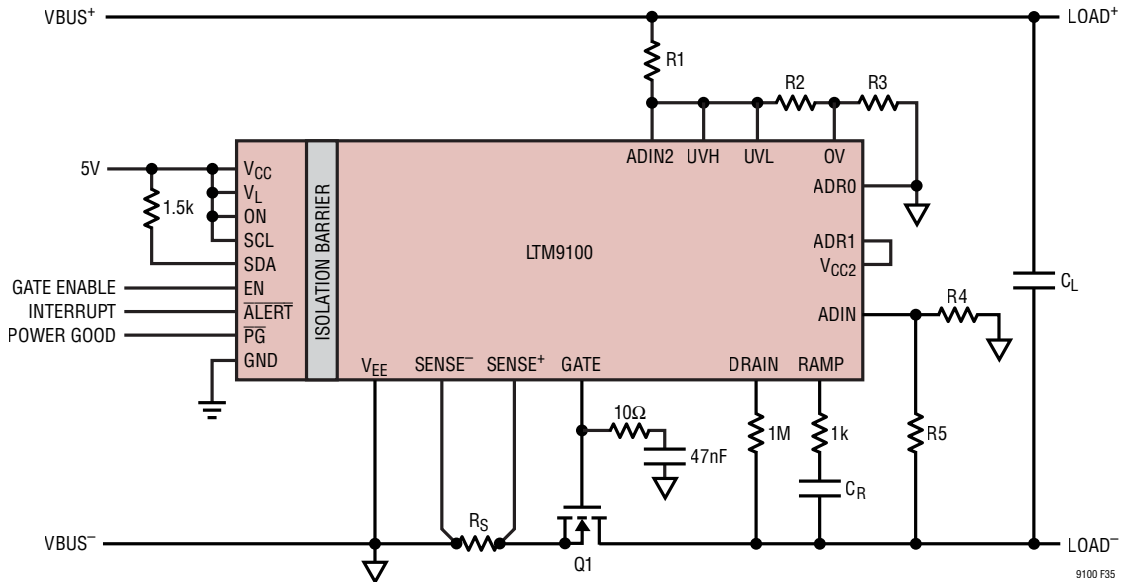 VBUS⁺
LOAD⁺
R1
R2
R3
ADIN2 UVH UVL OV
5V
VCC
ADR0
VL
1.5k
ON
SCL
SDA
ISOLATION BARRIER
LTM9100
ADR1
VCC2
CL
GATE ENABLE
EN
INTERRUPT
ALERT
POWER GOOD
PG
GND
ADIN
R4
VEE SENSE⁻ SENSE⁺ GATE DRAIN RAMP
10Ω
47nF
1M
1k
R5
CR
RS
VBUS⁻
Q1
LOAD⁻
9100 F35